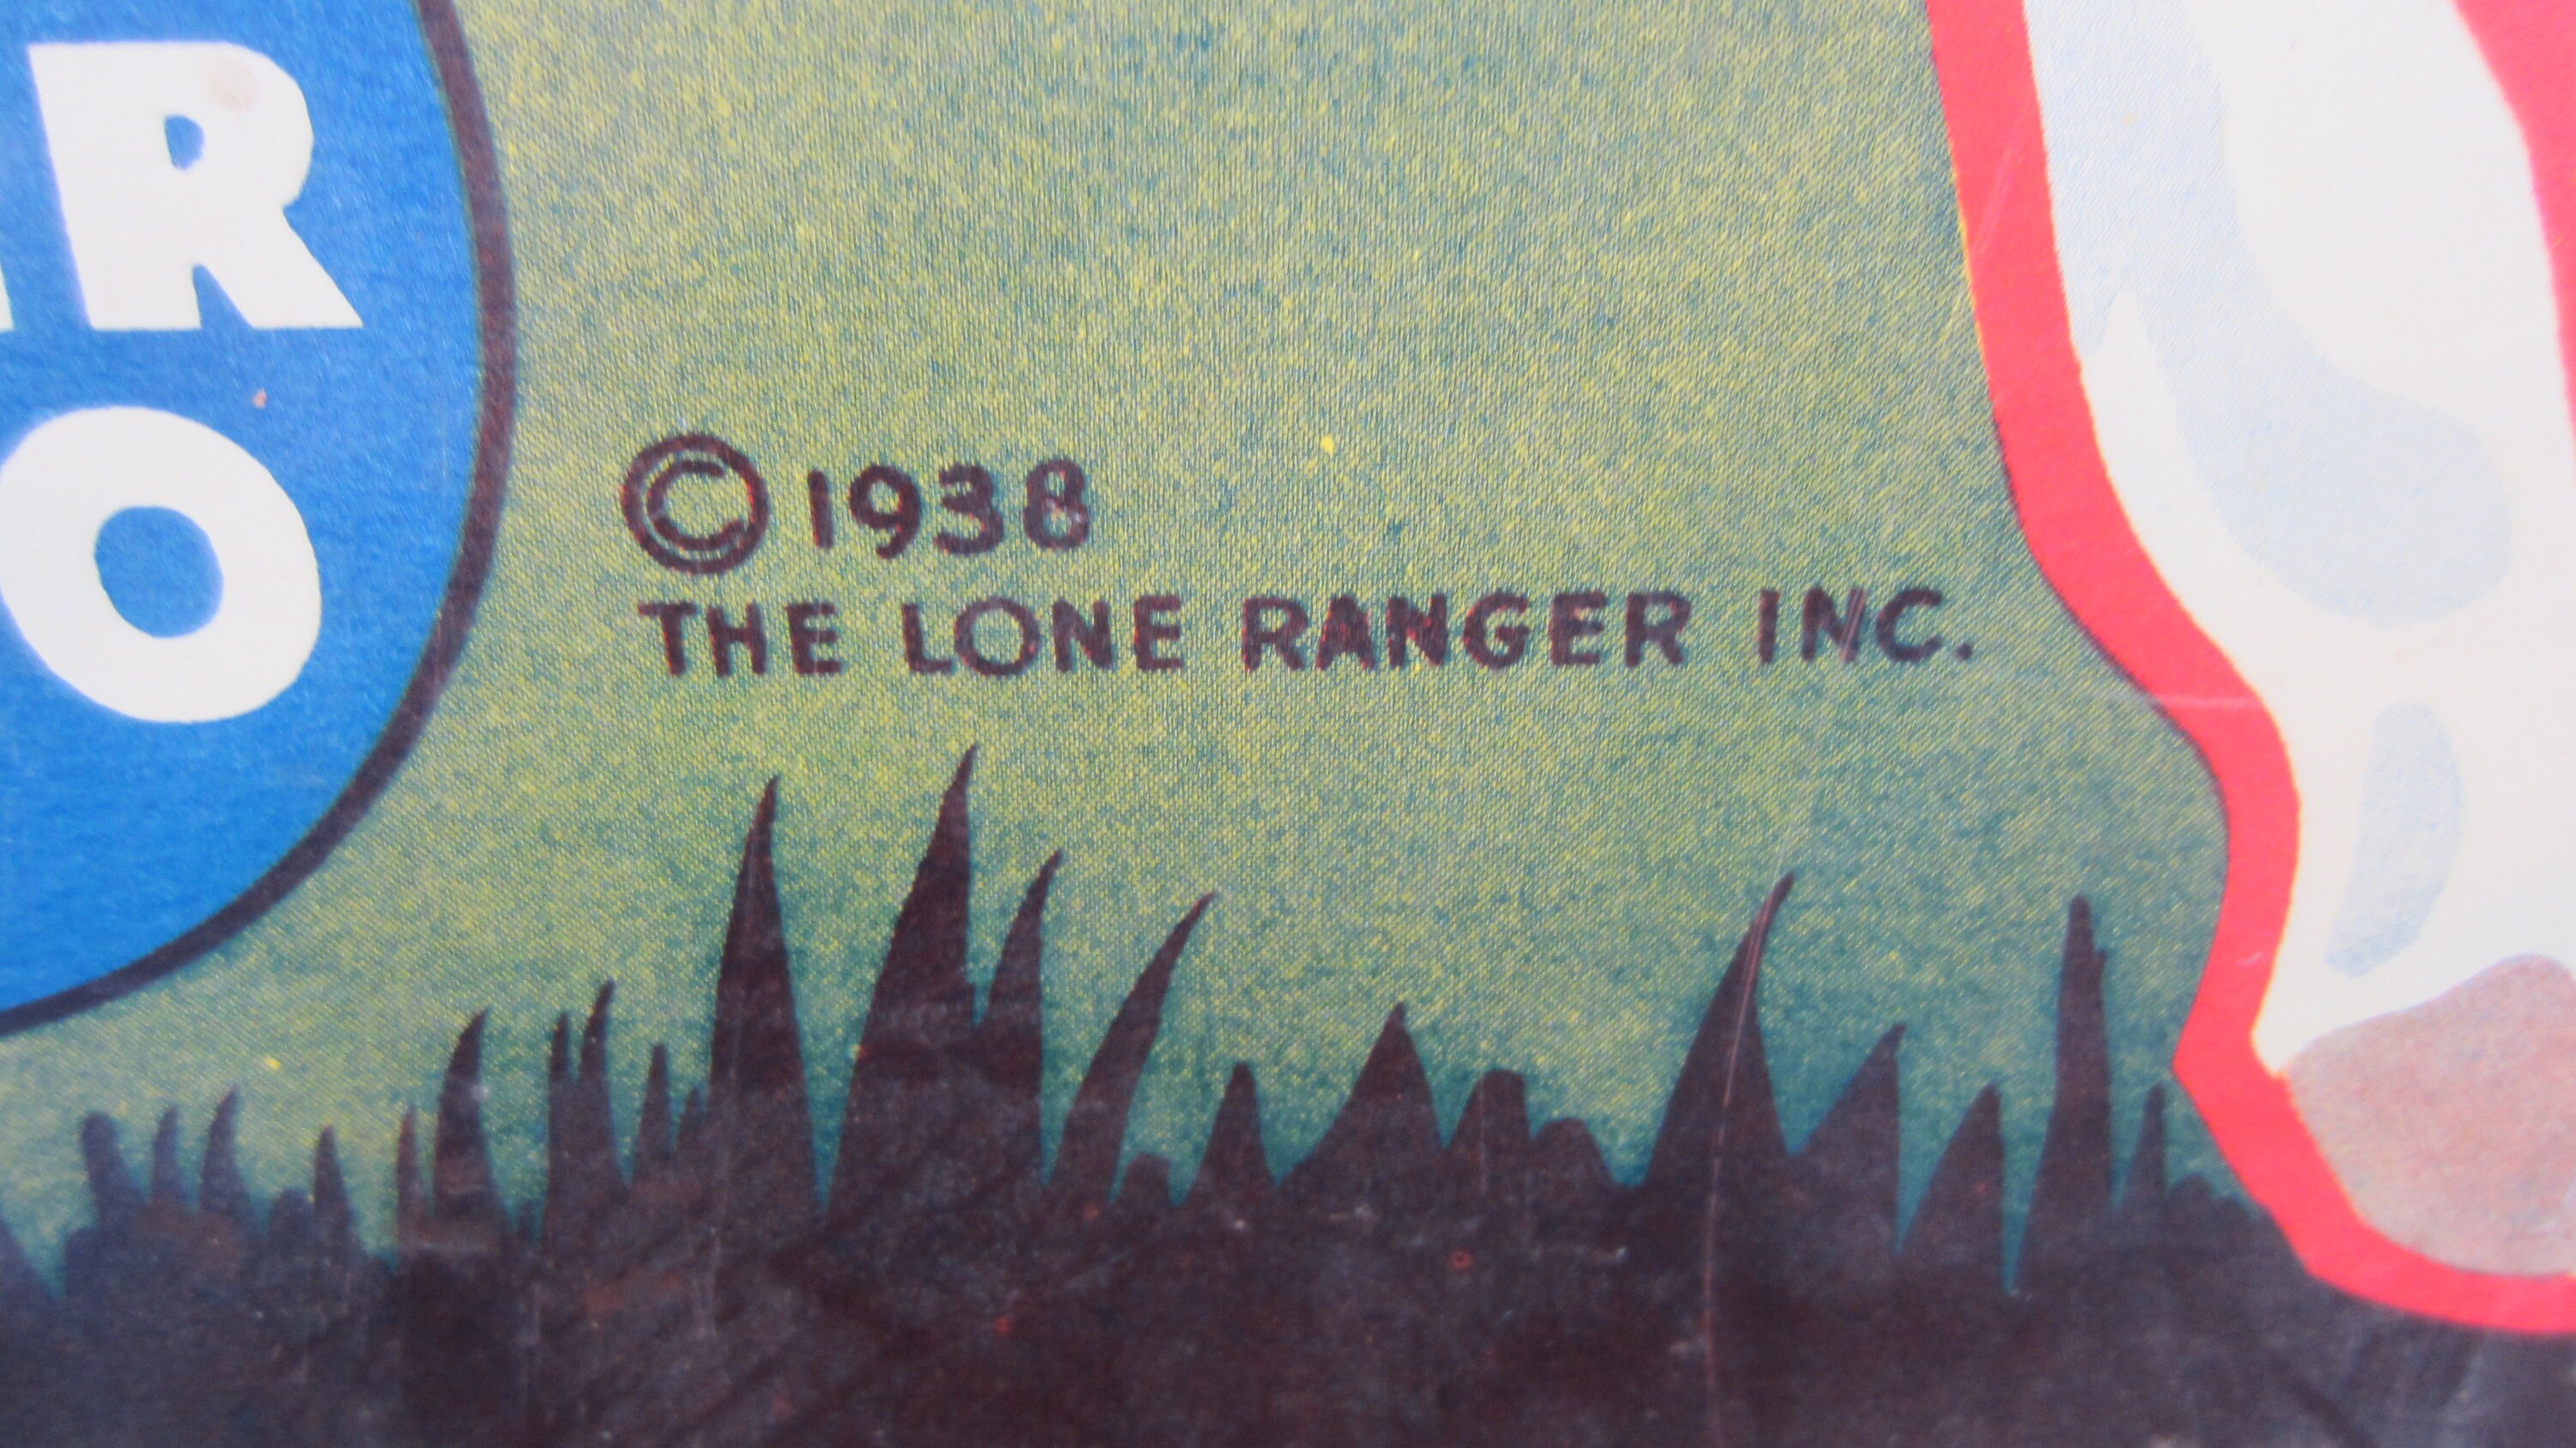 R
O
© 1938
THE LONE RANGER INC.